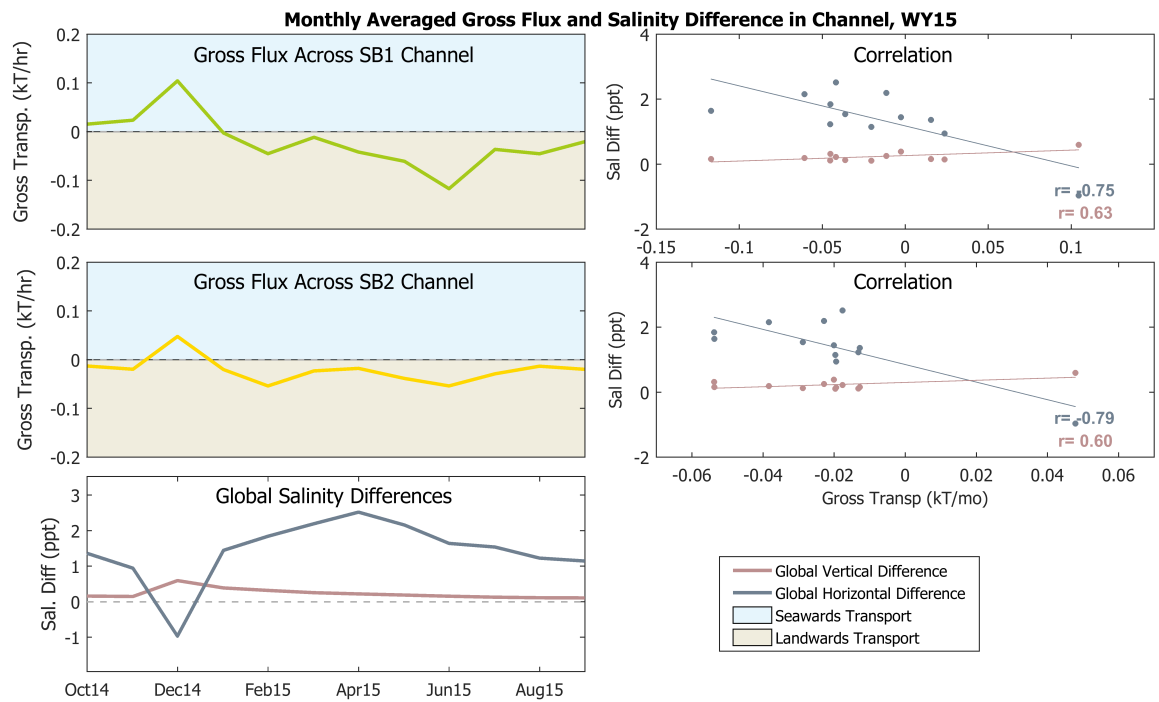 Monthly Averaged Gross Flux and Salinity Difference in Channel, WY15
Gross Flux Across SB1 Channel
Gross Transp. (kT/hr)
0.2
0.1
0
-0.1
-0.2
Correlation
Sal Diff (ppt)
4
2
0
-2
r= -0.75
r= 0.63
-0.15
-0.1
-0.05
0
0.05
0.1
Gross Flux Across SB2 Channel
Gross Transp. (kT/hr)
0.2
0.1
0
-0.1
-0.2
Correlation
Sal Diff (ppt)
4
2
0
-2
r= -0.79
r= 0.60
-0.06
-0.04
-0.02
0
0.02
0.04
0.06
Gross Transp (kT/mo)
Global Salinity Differences
Sal. Diff (ppt)
3
2
1
0
-1
Oct14
Dec14
Feb15
Apr15
Jun15
Aug15
Global Vertical Difference
Global Horizontal Difference
Seawards Transport
Landwards Transport